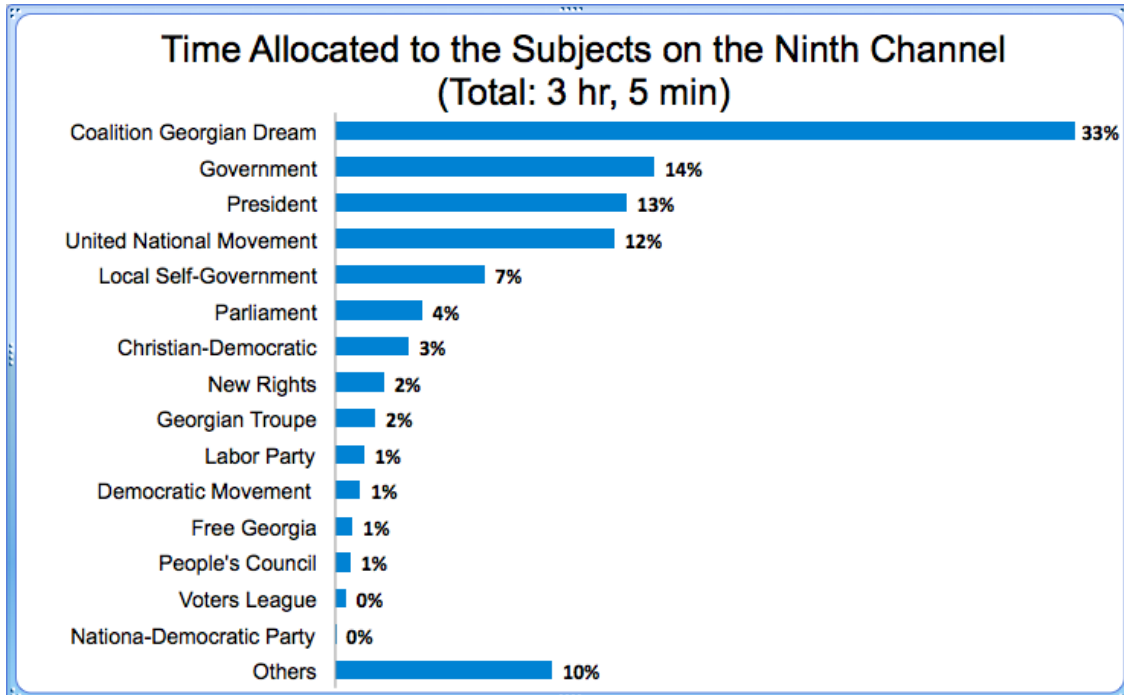 Time Allocated to the Subjects on the Ninth Channel
(Total: 3 hr, 5 min)
Coalition Georgian Dream 33%
Government 14%
President 13%
United National Movement 12%
Local Self-Government 7%
Parliament 4%
Christian-Democratic 3%
New Rights 2%
Georgian Troupe 2%
Labor Party 1%
Democratic Movement 1%
Free Georgia 1%
People's Council 1%
Voters League 0%
Nationa-Democratic Party 0%
Others 10%